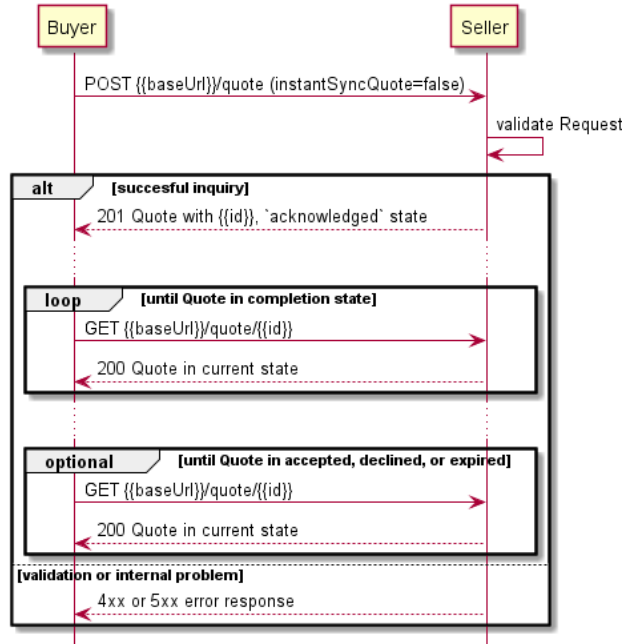 Buyer
Seller
POST {{baseUrl}}/quote (instantSyncQuote=false)
validate Request
alt [succesful inquiry]
201 Quote with {{id}}, `acknowledged` state
loop [until Quote in completion state]
GET {{baseUrl}}/quote/{{id}}
200 Quote in current state
optional [until Quote in accepted, declined, or expired]
GET {{baseUrl}}/quote/{{id}}
200 Quote in current state
[validation or internal problem]
4xx or 5xx error response